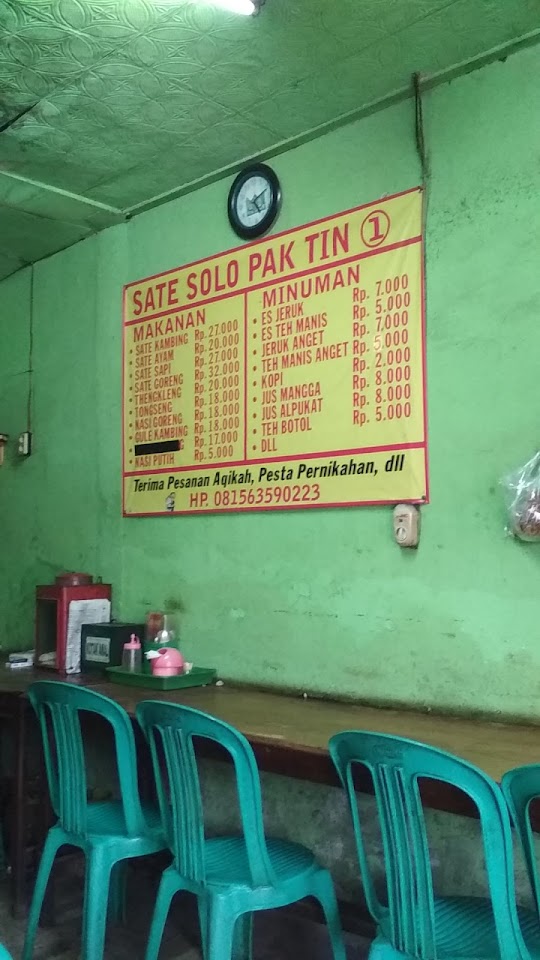 SATE SOLO PAK TIN 1
MAKANAN
• SATE KAMBING Rp. 27.000
• SATE AYAM Rp. 20.000
• SATE SAPI Rp. 27.000
• SATE GORENG Rp. 32.000
• THENGKLENG Rp. 20.000
• TONGSENG Rp. 18.000
• NASI GORENG Rp. 18.000
• GULE KAMBING Rp. 18.000
• G Rp. 17.000
• NASI PUTIH Rp. 5.000
MINUMAN
• ES JERUK Rp. 7.000
• ES TEH MANIS Rp. 5.000
• JERUK ANGET Rp. 7.000
• TEH MANIS ANGET Rp. 5.000
• KOPI Rp. 2.000
• JUS MANGGA Rp. 8.000
• JUS ALPUKAT Rp. 8.000
• TEH BOTOL Rp. 5.000
• DLL
Terima Pesanan Aqikah, Pesta Pernikahan, dll
HP. 081563590223
KOTAK AMAL